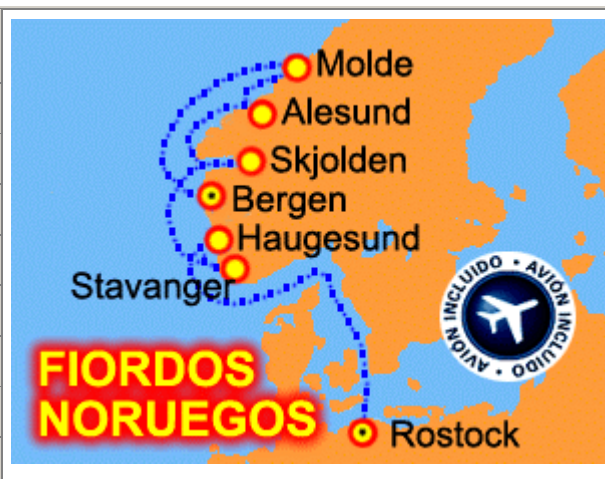 Molde
Alesund
Skjolden
Bergen
Haugesund
Stavanger
AVIÓN INCLUIDO • AVIÓN INCLUIDO •
FIORDOS
NORUEGOS
Rostock